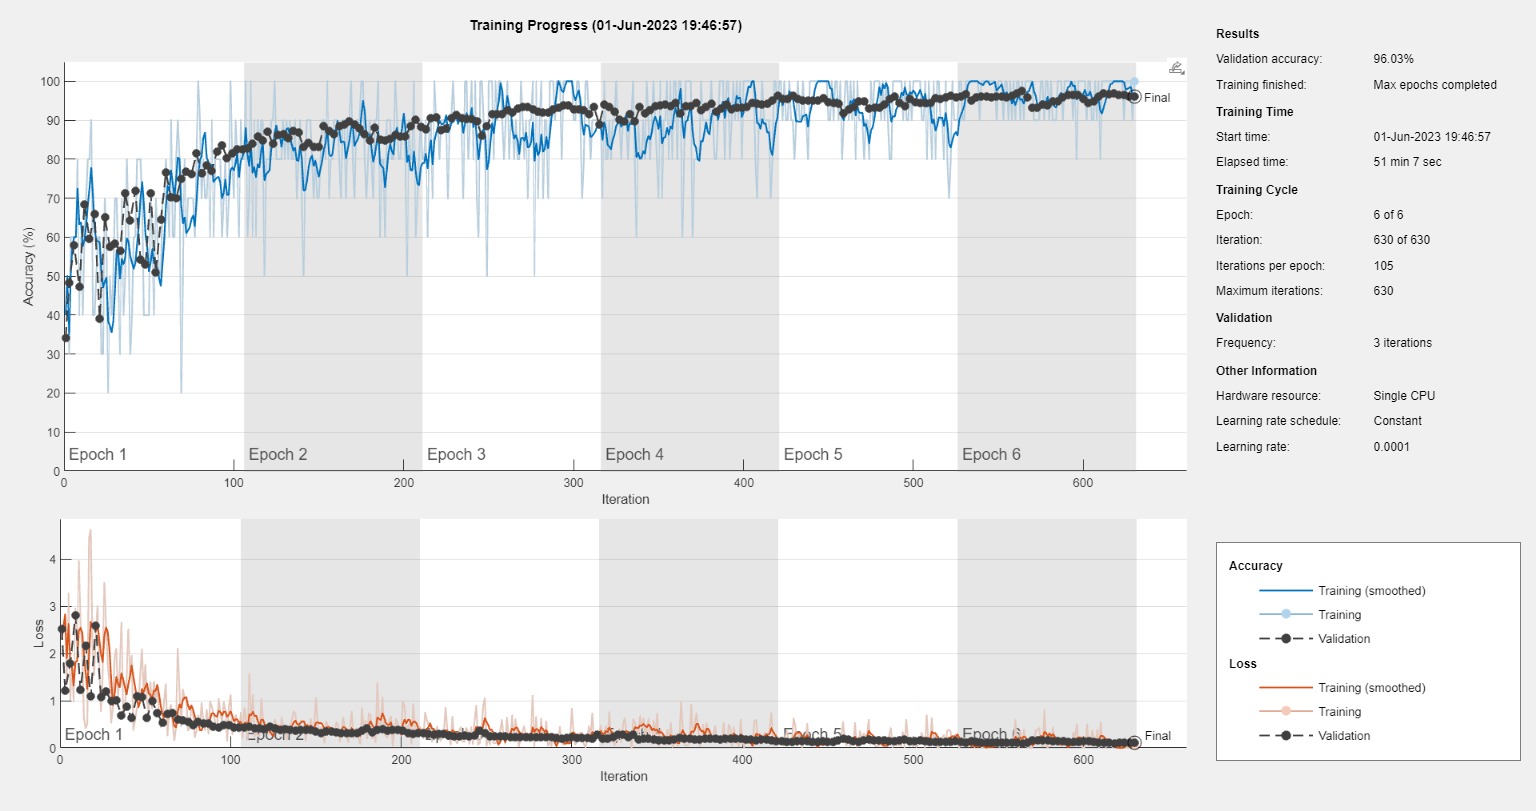 Training Progress (01-Jun-2023 19:46:57)
100
90
80
70
60
50
40
30
20
10
0
Accuracy (%)
Epoch 1
Epoch 2
Epoch 3
Epoch 4
Epoch 5
Epoch 6
Final
0
100
200
300
400
500
600
Iteration
4
3
2
1
0
Loss
Epoch 1
Epoch 2
Epoch 5
Epoch 6
Final
0
100
200
300
400
500
600
Iteration
Results
Validation accuracy: 96.03%
Training finished: Max epochs completed
Training Time
Start time: 01-Jun-2023 19:46:57
Elapsed time: 51 min 7 sec
Training Cycle
Epoch: 6 of 6
Iteration: 630 of 630
Iterations per epoch: 105
Maximum iterations: 630
Validation
Frequency: 3 iterations
Other Information
Hardware resource: Single CPU
Learning rate schedule: Constant
Learning rate: 0.0001
Accuracy
Training (smoothed)
Training
Validation
Loss
Training (smoothed)
Training
Validation